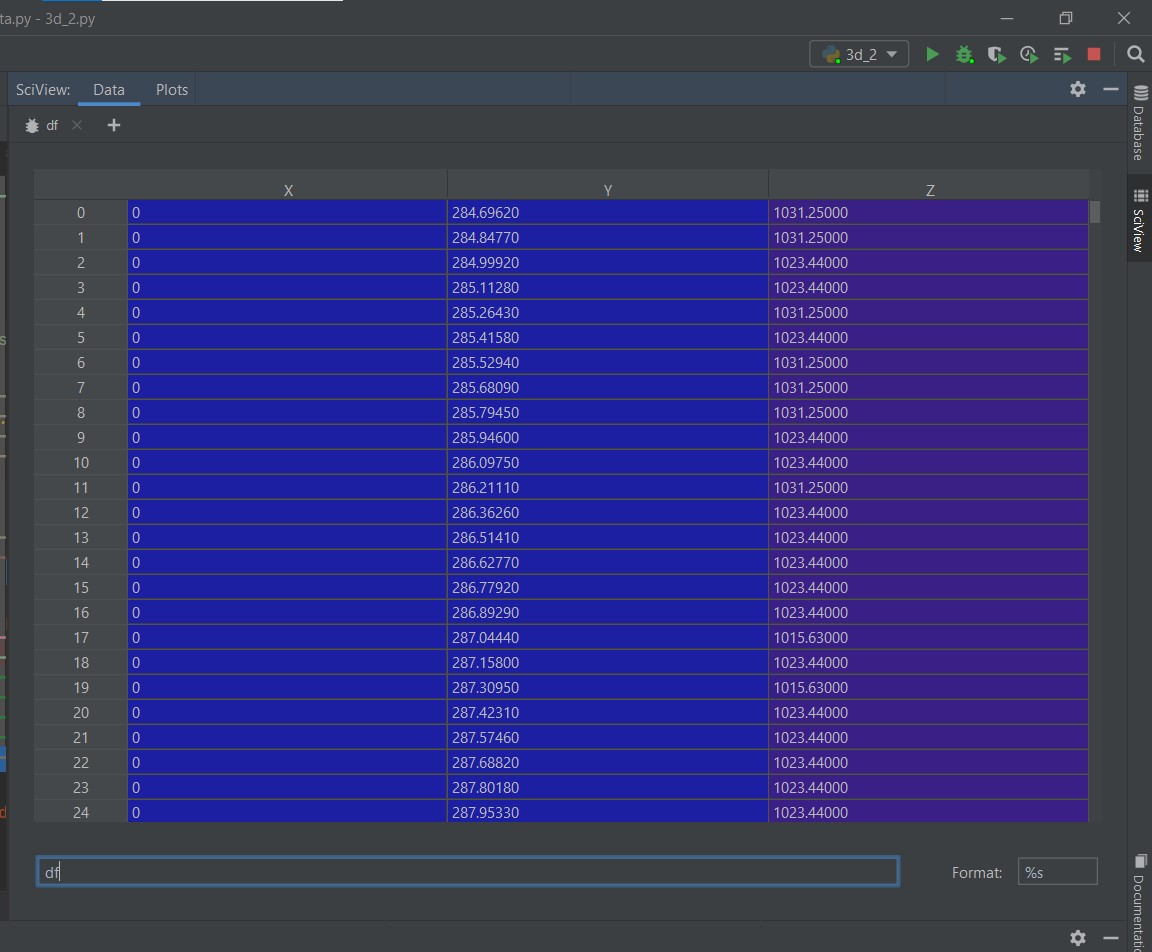 ta.py - 3d_2.py
3d_2
SciView: Data Plots
df
X Y Z
0 0 284.69620 1031.25000
1 0 284.84770 1031.25000
2 0 284.99920 1023.44000
3 0 285.11280 1023.44000
4 0 285.26430 1031.25000
5 0 285.41580 1023.44000
6 0 285.52940 1031.25000
7 0 285.68090 1031.25000
8 0 285.79450 1031.25000
9 0 285.94600 1023.44000
10 0 286.09750 1023.44000
11 0 286.21110 1031.25000
12 0 286.36260 1023.44000
13 0 286.51410 1023.44000
14 0 286.62770 1023.44000
15 0 286.77920 1023.44000
16 0 286.89290 1023.44000
17 0 287.04440 1015.63000
18 0 287.15800 1023.44000
19 0 287.30950 1015.63000
20 0 287.42310 1023.44000
21 0 287.57460 1023.44000
22 0 287.68820 1023.44000
23 0 287.80180 1023.44000
24 0 287.95330 1023.44000
df
Format: %s
Database
SciView
Documentatio
s
d